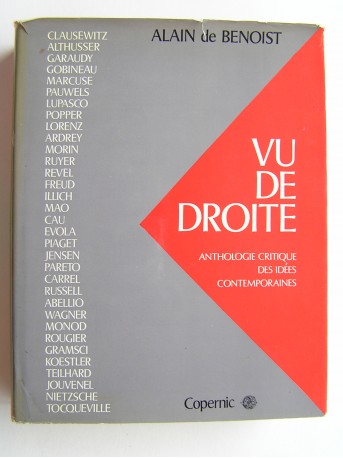 ALAIN de BENOIST
CLAUSEWITZ
ALTHUSSER
GARAUDY
GOBINEAU
MARCUSE
PAUWELS
LUPASCO
POPPER
LORENZ
ARDREY
MORIN
RUYER
REVEL
FREUD
ILLICH
MAO
CAU
EVOLA
PIAGET
JENSEN
PARETO
CARREL
RUSSELL
ABELLIO
WAGNER
MONOD
ROUGIER
GRAMSCI
KOESTLER
TEILHARD
JOUVENEL
NIETZSCHE
TOCQUEVILLE
VU
DE
DROITE
ANTHOLOGIE CRITIQUE
DES IDÉES
CONTEMPORAINES
Copernic